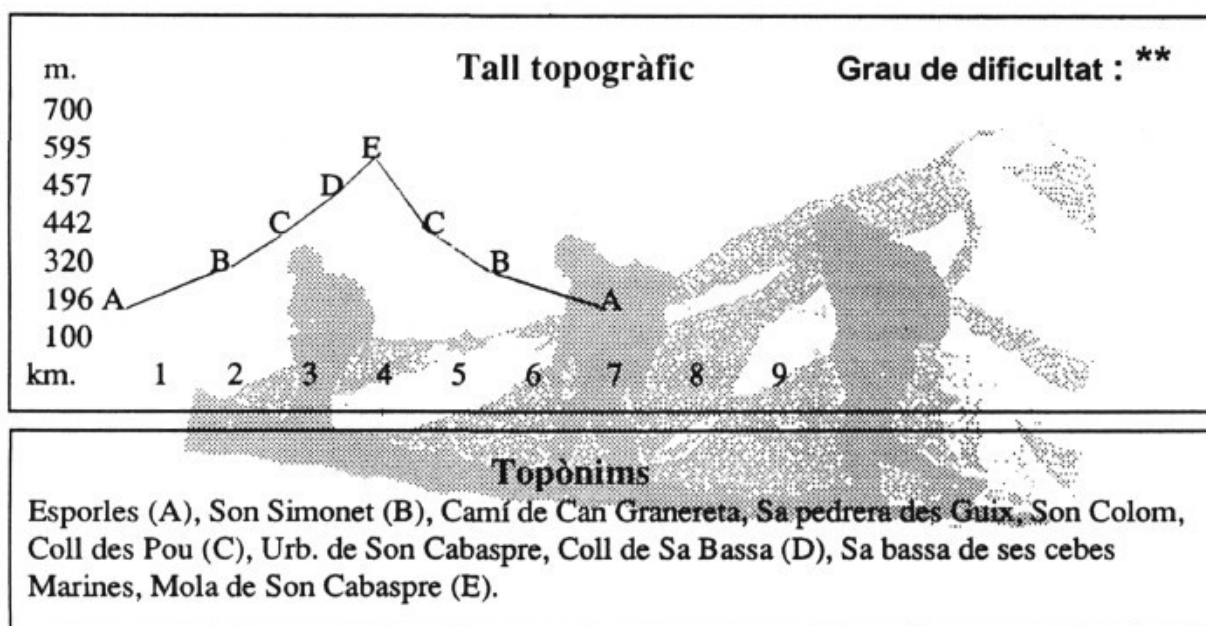 m.
Tall topogràfic
Grau de dificultat : **
700
595
457
442
320
196
100
E
D
C
C
B
B
A
A
km. 1 2 3 4 5 6 7 8 9
Topònims
Esporles (A), Son Simonet (B), Camí de Can Granereta, Sa pedrera des Guix, Son Colom,
Coll des Pou (C), Urb. de Son Cabaspre, Coll de Sa Bassa (D), Sa bassa de ses cebes
Marines, Mola de Son Cabaspre (E).